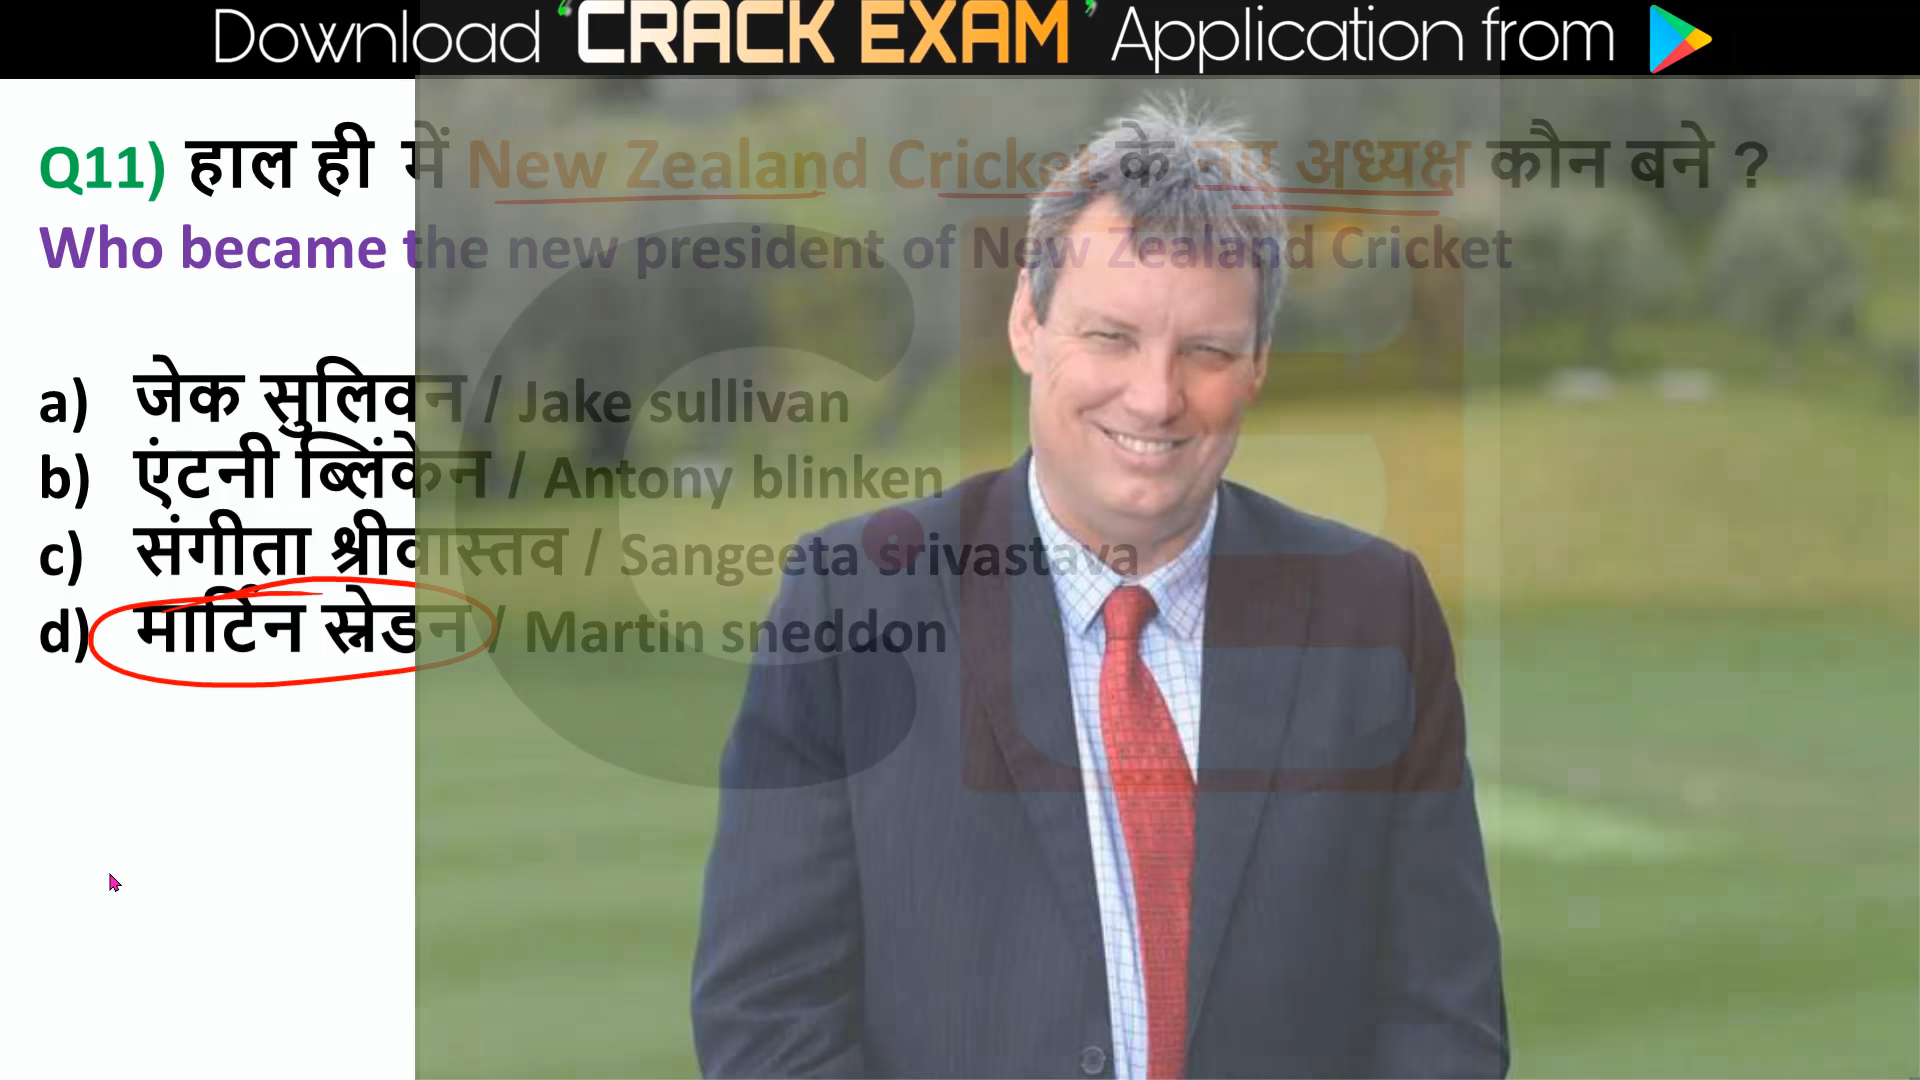 Download ‘CRACK EXAM’ Application from
Q11) हाल ही में New Zealand Cricket के नए अध्यक्ष कौन बने ?
Who became the new president of New Zealand Cricket
a) जेक सुलिवन / Jake sullivan
b) एंटनी ब्लिंकेन / Antony blinken
c) संगीता श्रीवास्तव / Sangeeta srivastava
d) मार्टिन स्नेडन / Martin sneddon